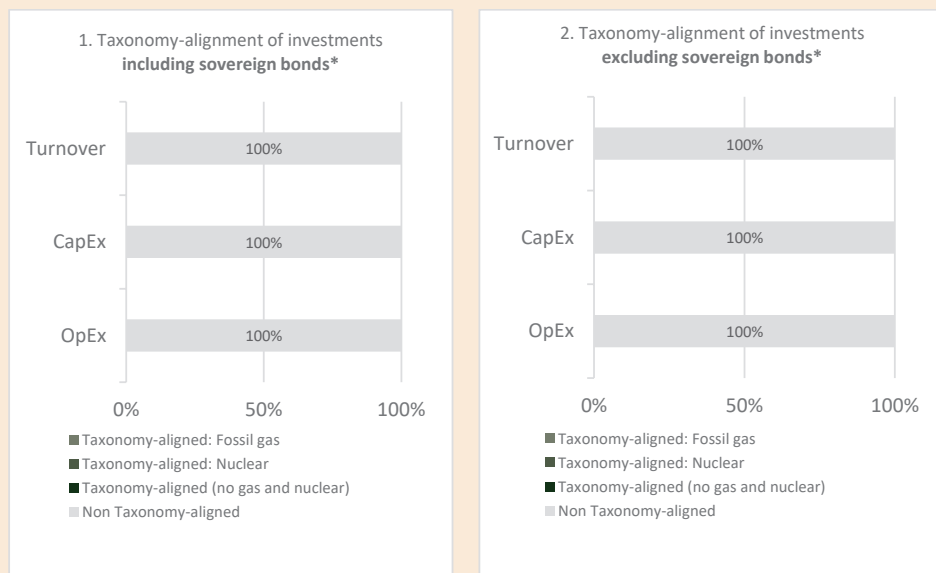 1. Taxonomy-alignment of investments
including sovereign bonds*
Turnover
100%
CapEx
100%
OpEx
100%
0%
50%
100%
Taxonomy-aligned: Fossil gas
Taxonomy-aligned: Nuclear
Taxonomy-aligned (no gas and nuclear)
Non Taxonomy-aligned
2. Taxonomy-alignment of investments
excluding sovereign bonds*
Turnover
100%
CapEx
100%
OpEx
100%
0%
50%
100%
Taxonomy-aligned: Fossil gas
Taxonomy-aligned: Nuclear
Taxonomy-aligned (no gas and nuclear)
Non Taxonomy-aligned